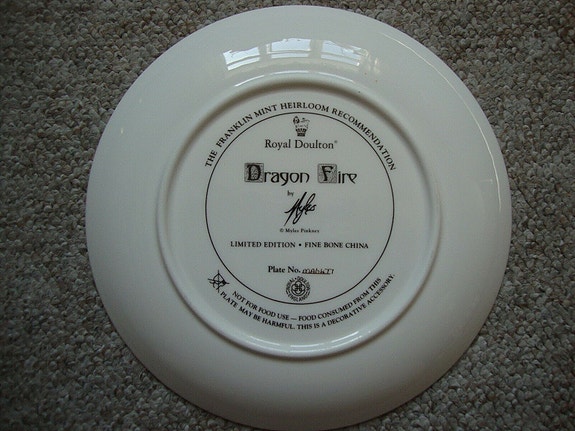 THE FRANKLIN MINT HEIRLOOM RECOMMENDATION
Royal Doulton®
Dragon Fire
by
Myles
© Myles Pinkney
LIMITED EDITION • FINE BONE CHINA
Plate No.
NOT FOR FOOD USE — FOOD CONSUMED FROM THIS
PLATE MAY BE HARMFUL. THIS IS A DECORATIVE ACCESSORY.